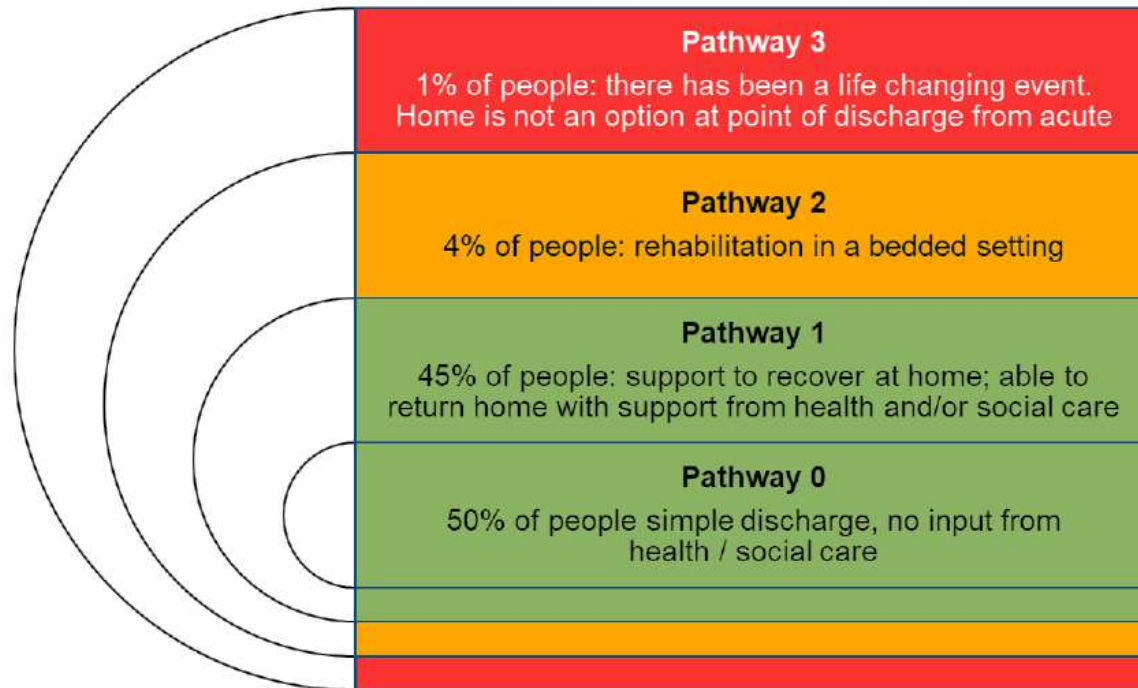 Pathway 3
1% of people: there has been a life changing event.
Home is not an option at point of discharge from acute
Pathway 2
4% of people: rehabilitation in a bedded setting
Pathway 1
45% of people: support to recover at home; able to
return home with support from health and/or social care
Pathway 0
50% of people simple discharge, no input from
health / social care